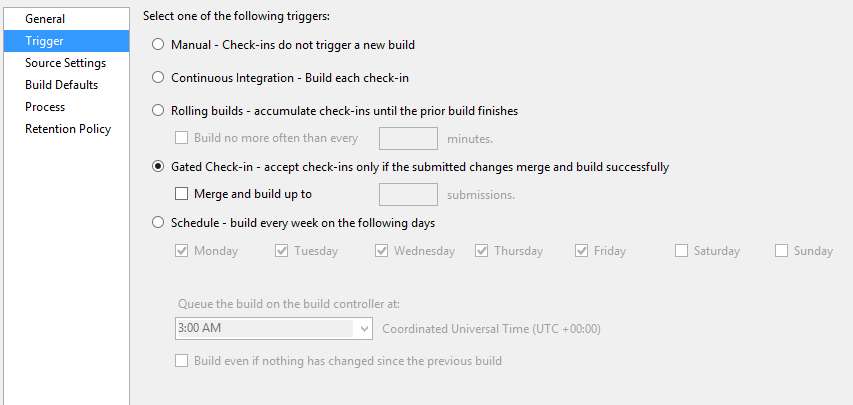 General
Trigger
Source Settings
Build Defaults
Process
Retention Policy
Select one of the following triggers:
Manual - Check-ins do not trigger a new build
Continuous Integration - Build each check-in
Rolling builds - accumulate check-ins until the prior build finishes
Build no more often than every minutes.
Gated Check-in - accept check-ins only if the submitted changes merge and build successfully
Merge and build up to submissions.
Schedule - build every week on the following days
Monday Tuesday Wednesday Thursday Friday Saturday Sunday
Queue the build on the build controller at:
3:00 AM Coordinated Universal Time (UTC +00:00)
Build even if nothing has changed since the previous build